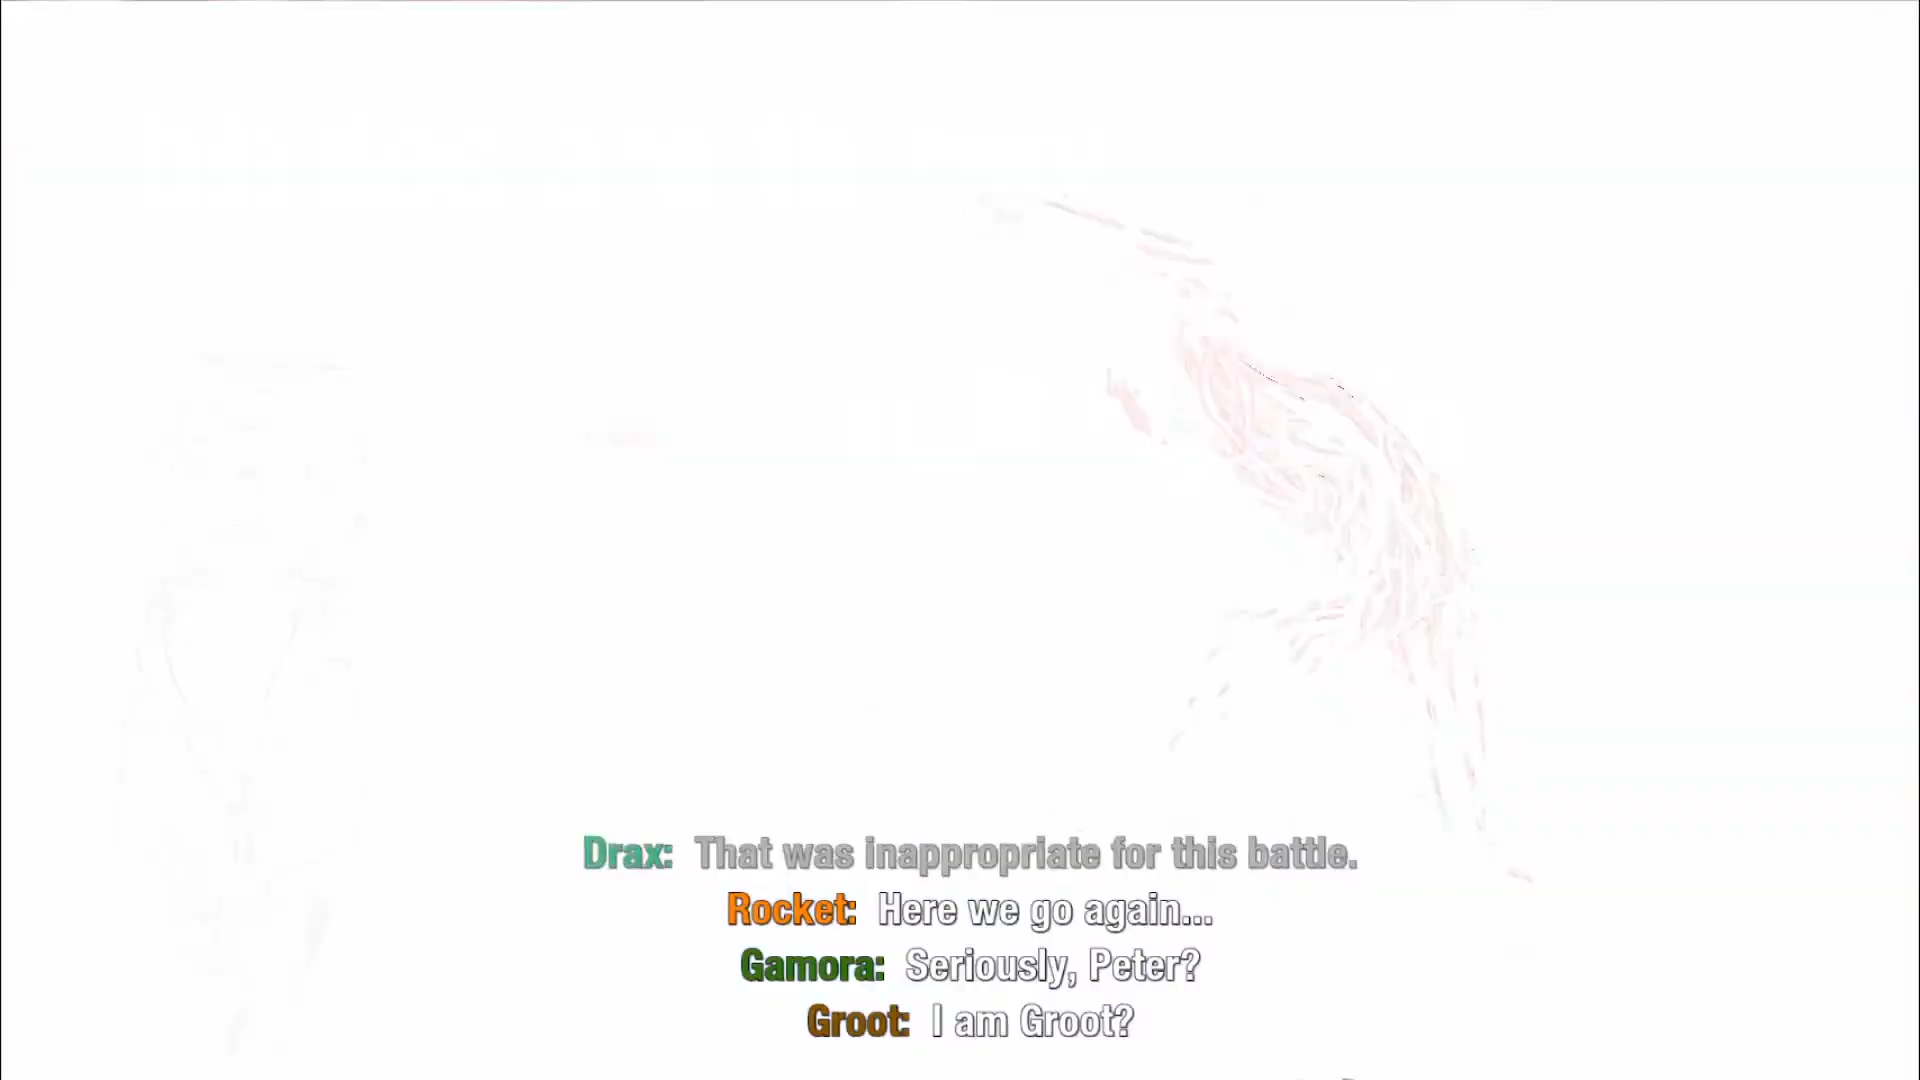 Drax: That was inappropriate for this battle.
Rocket: Here we go again...
Gamora: Seriously, Peter?
Groot: I am Groot?